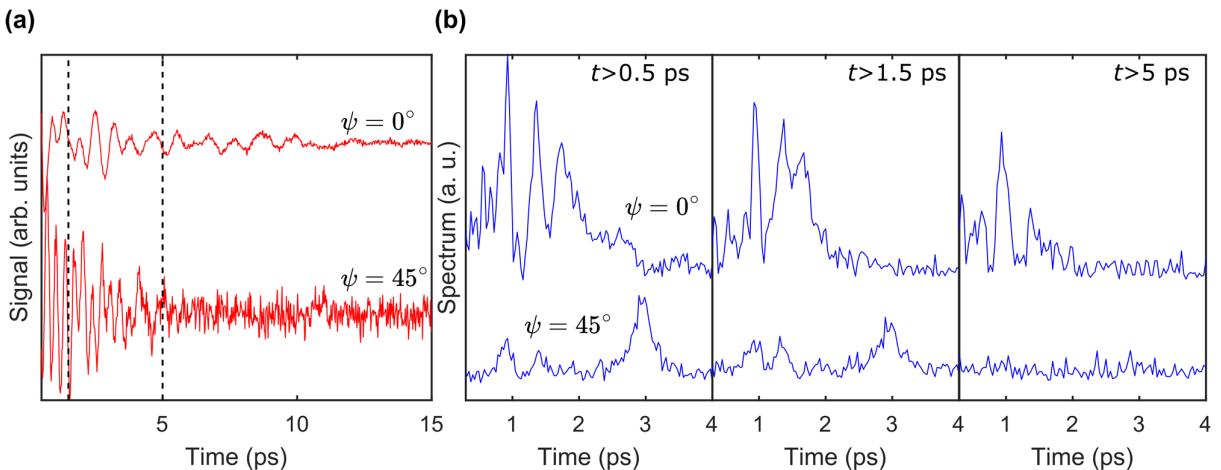 (a)
Signal (arb. units)
ψ = 0°
ψ = 45°
5
10
15
Time (ps)
(b)
Spectrum (a. u.)
t>0.5 ps
t>1.5 ps
t>5 ps
ψ = 0°
ψ = 45°
1 2 3 4
1 2 3 4
1 2 3 4
Time (ps)
Time (ps)
Time (ps)